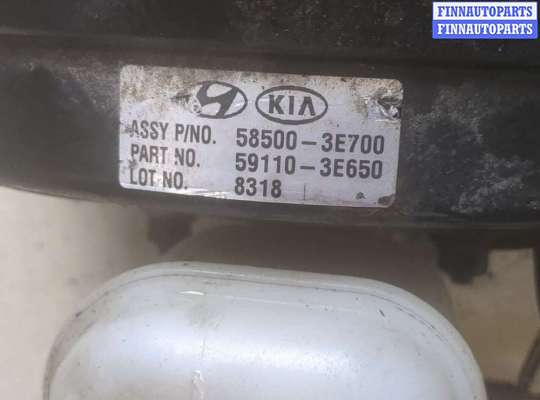 FINNAUTOPARTS
FINNAUTOPARTS
KIA
ASSY P/NO. 58500-3E700
PART NO. 59110-3E650
LOT NO. 8318